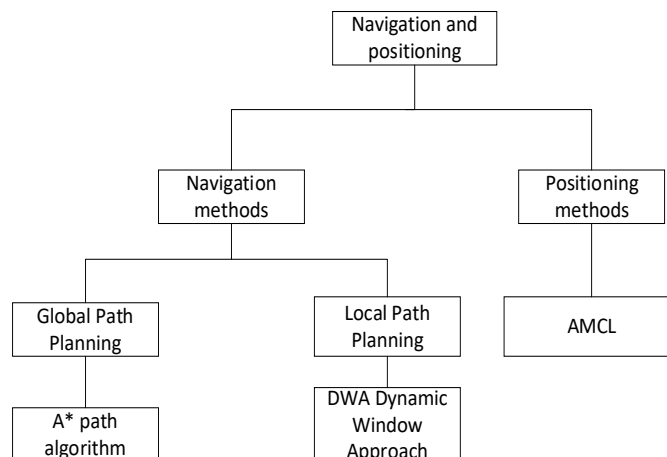 Navigation and
positioning
Navigation
methods
Positioning
methods
Global Path
Planning
Local Path
Planning
AMCL
A* path
algorithm
DWA Dynamic
Window
Approach